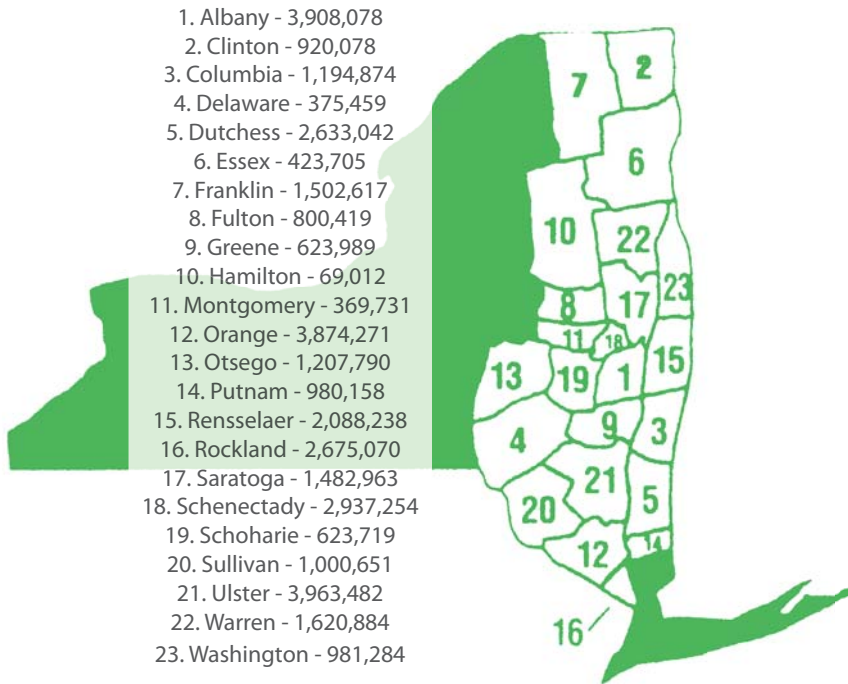 1. Albany - 3,908,078
2. Clinton - 920,078
3. Columbia - 1,194,874
4. Delaware - 375,459
5. Dutchess - 2,633,042
6. Essex - 423,705
7. Franklin - 1,502,617
8. Fulton - 800,419
9. Greene - 623,989
10. Hamilton - 69,012
11. Montgomery - 369,731
12. Orange - 3,874,271
13. Otsego - 1,207,790
14. Putnam - 980,158
15. Rensselaer - 2,088,238
16. Rockland - 2,675,070
17. Saratoga - 1,482,963
18. Schenectady - 2,937,254
19. Schoharie - 623,719
20. Sullivan - 1,000,651
21. Ulster - 3,963,482
22. Warren - 1,620,884
23. Washington - 981,284
7
2
6
10
22
23
8
17
11
18
15
13
19
1
4
9
3
21
5
20
12
14
16